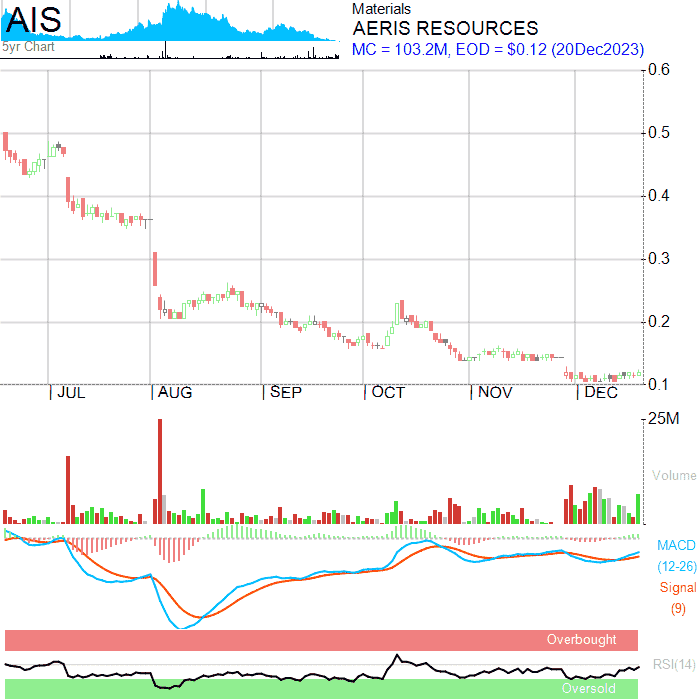 AIS
5yr Chart
Materials
AERIS RESOURCES
MC = 103.2M, EOD = $0.12 (20Dec2023)
0.6
0.5
0.4
0.3
0.2
0.1
JUL AUG SEP OCT NOV DEC
25M
Volume
MACD
(12-26)
Signal
(9)
Overbought
RSI(14)
Oversold